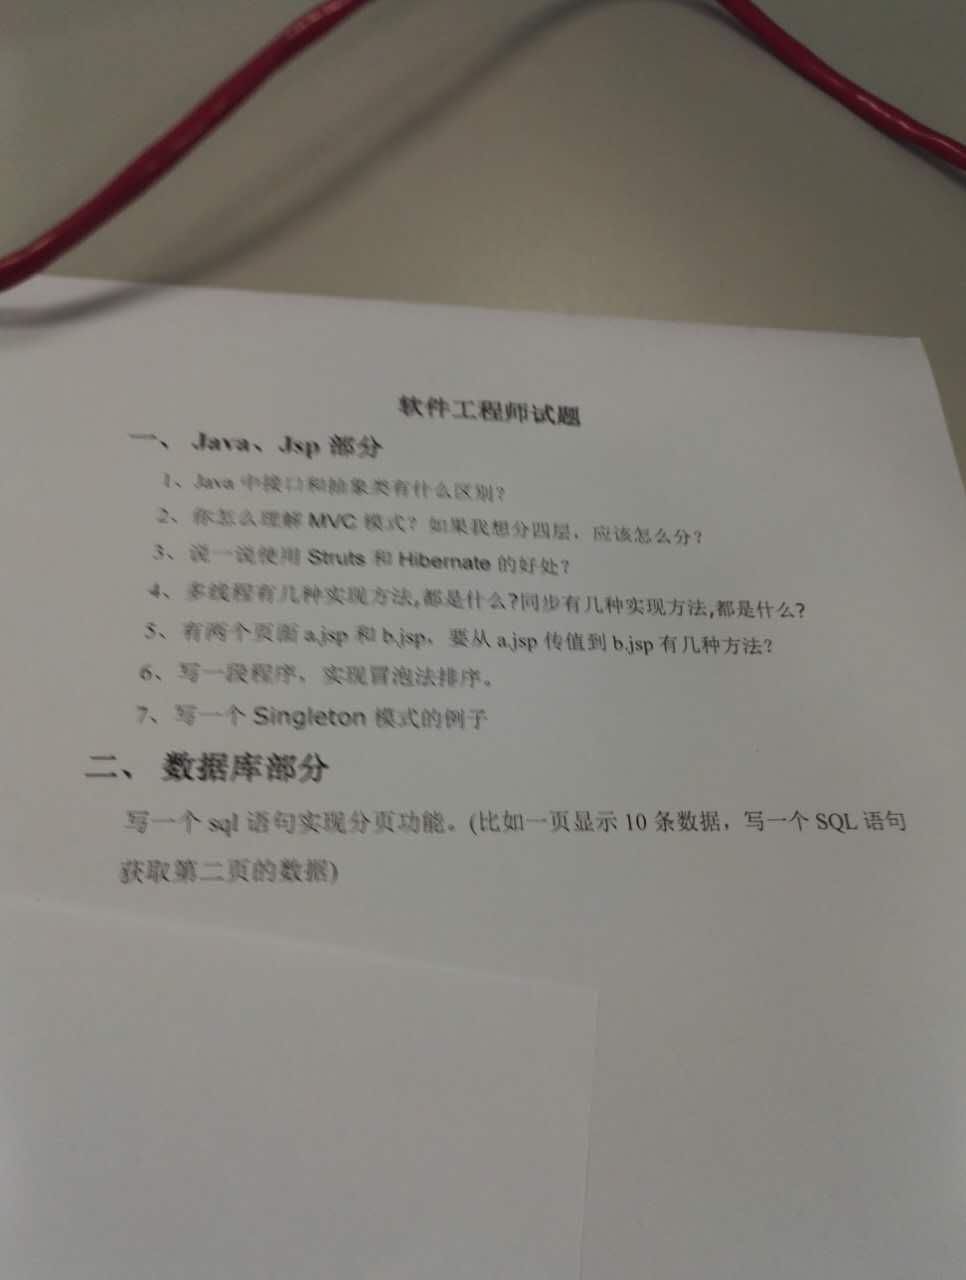 软件工程师试题
一、 Java、Jsp 部分
1、Java 中接口和抽象类有什么区别？
2、你怎么理解 MVC 模式？如果我想分四层，应该怎么分？
3、说一说使用 Struts 和 Hibernate 的好处？
4、多线程有几种实现方法,都是什么?同步有几种实现方法,都是什么?
5、有两个页面 a.jsp 和 b.jsp，要从 a.jsp 传值到 b.jsp 有几种方法？
6、写一段程序，实现冒泡法排序。
7、写一个 Singleton 模式的例子
二、 数据库部分
写一个 sql 语句实现分页功能。(比如一页显示 10 条数据，写一个 SQL 语句
获取第二页的数据)